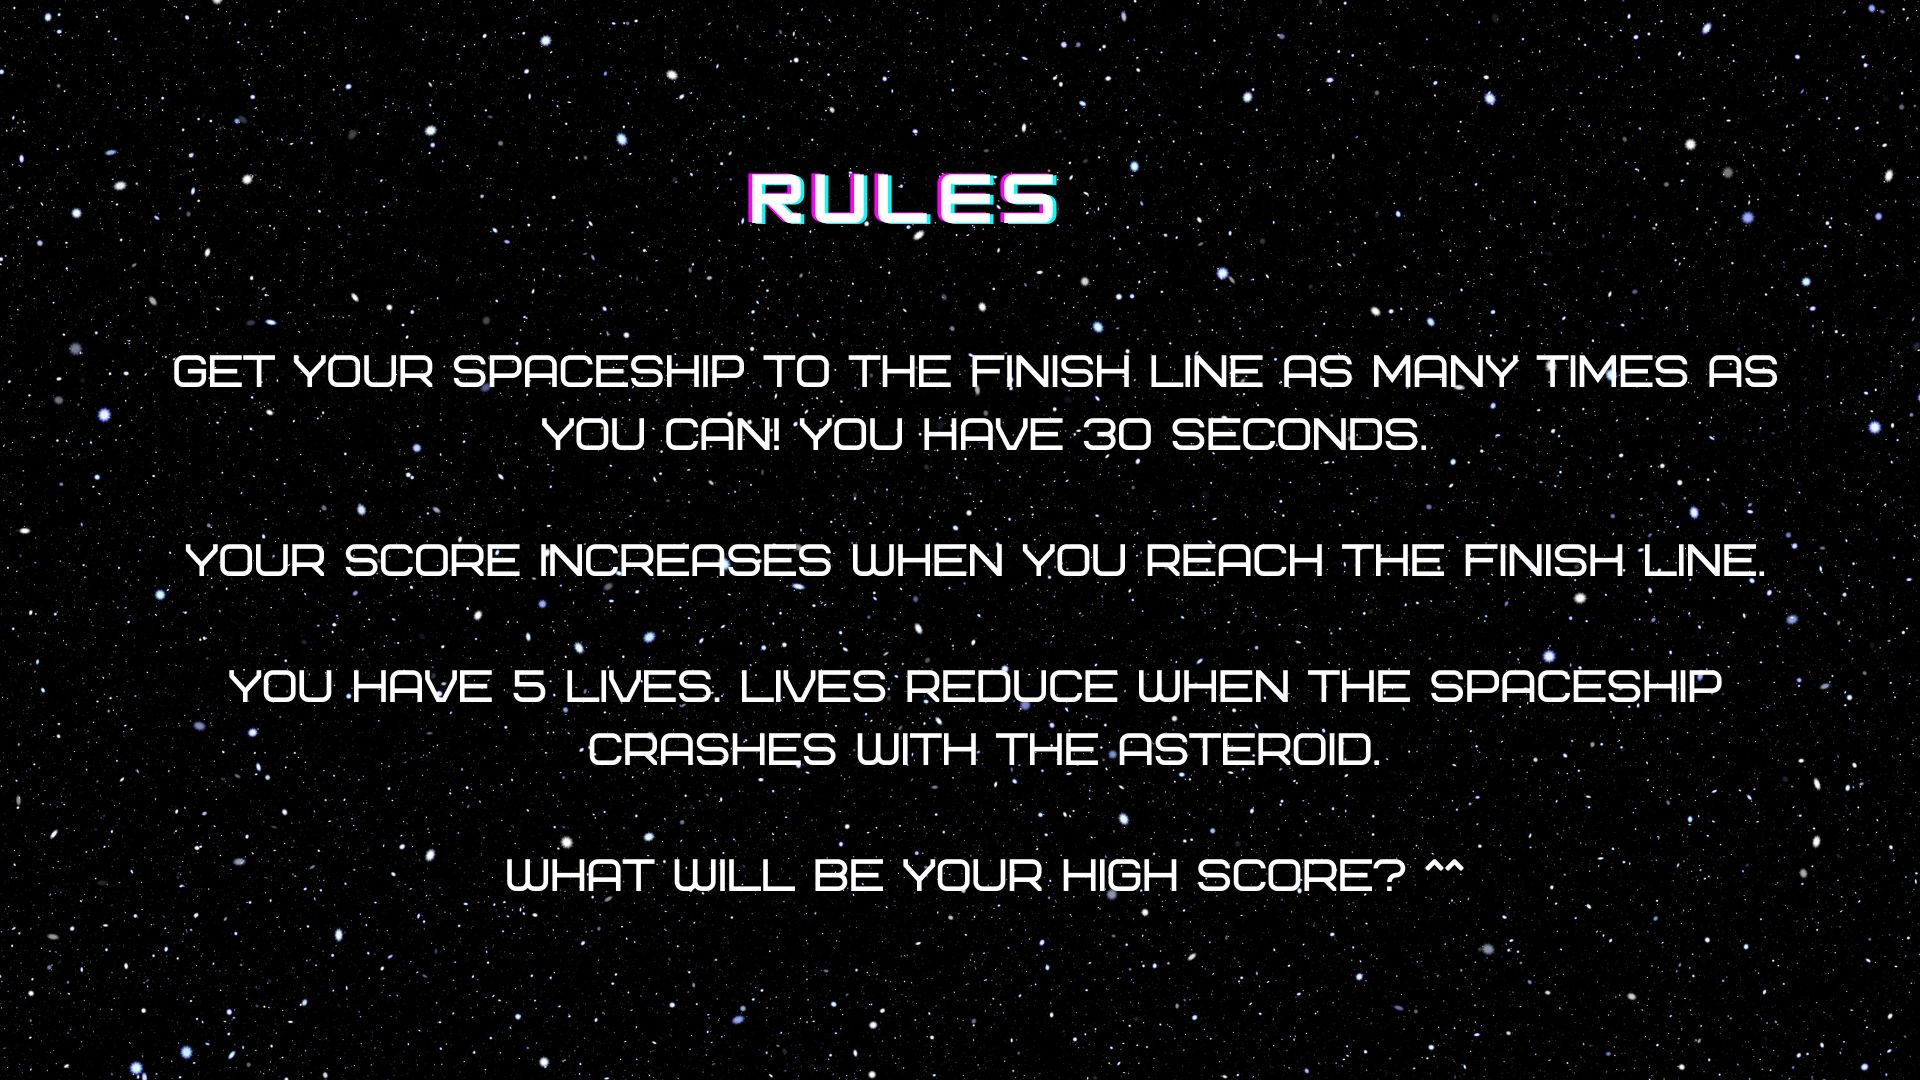 RULES
GET YOUR SPACESHIP TO THE FINISH LINE AS MANY TIMES AS
YOU CAN! YOU HAVE 30 SECONDS.
YOUR SCORE INCREASES WHEN YOU REACH THE FINISH LINE.
YOU HAVE 5 LIVES. LIVES REDUCE WHEN THE SPACESHIP
CRASHES WITH THE ASTEROID.
WHAT WILL BE YOUR HIGH SCORE? ^^